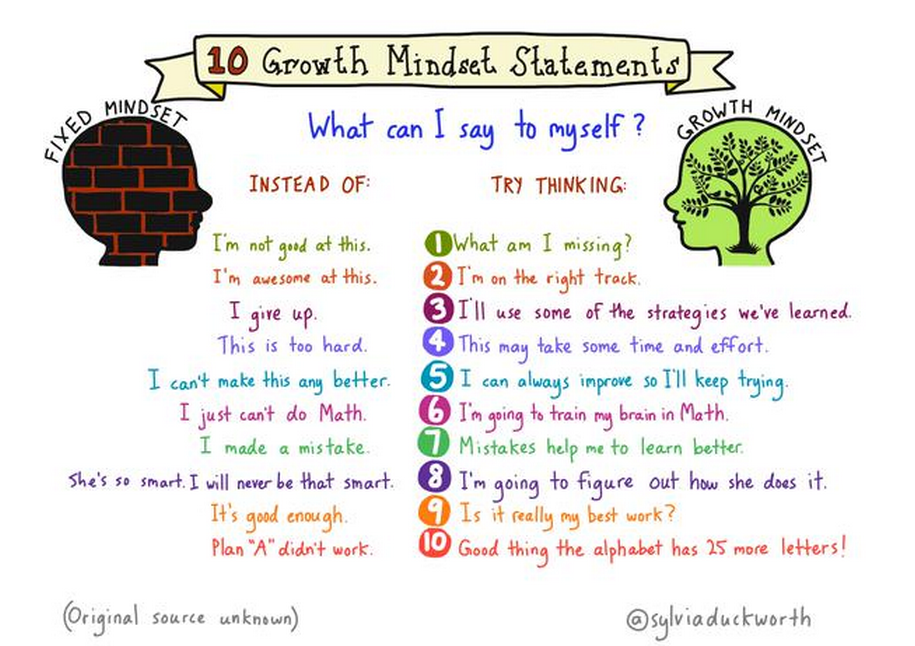 10 Growth Mindset Statements
What can I say to myself?
FIXED MINDSET
GROWTH MINDSET
INSTEAD OF: TRY THINKING:
I'm not good at this. 1 What am I missing?
I'm awesome at this. 2 I'm on the right track.
I give up. 3 I'll use some of the strategies we've learned.
This is too hard. 4 This may take some time and effort.
I can't make this any better. 5 I can always improve so I'll keep trying.
I just can't do Math. 6 I'm going to train my brain in Math.
I made a mistake. 7 Mistakes help me to learn better.
She's so smart. I will never be that smart. 8 I'm going to figure out how she does it.
It's good enough. 9 Is it really my best work?
Plan "A" didn't work. 10 Good thing the alphabet has 25 more letters!
(Original source unknown) @sylviaduckworth